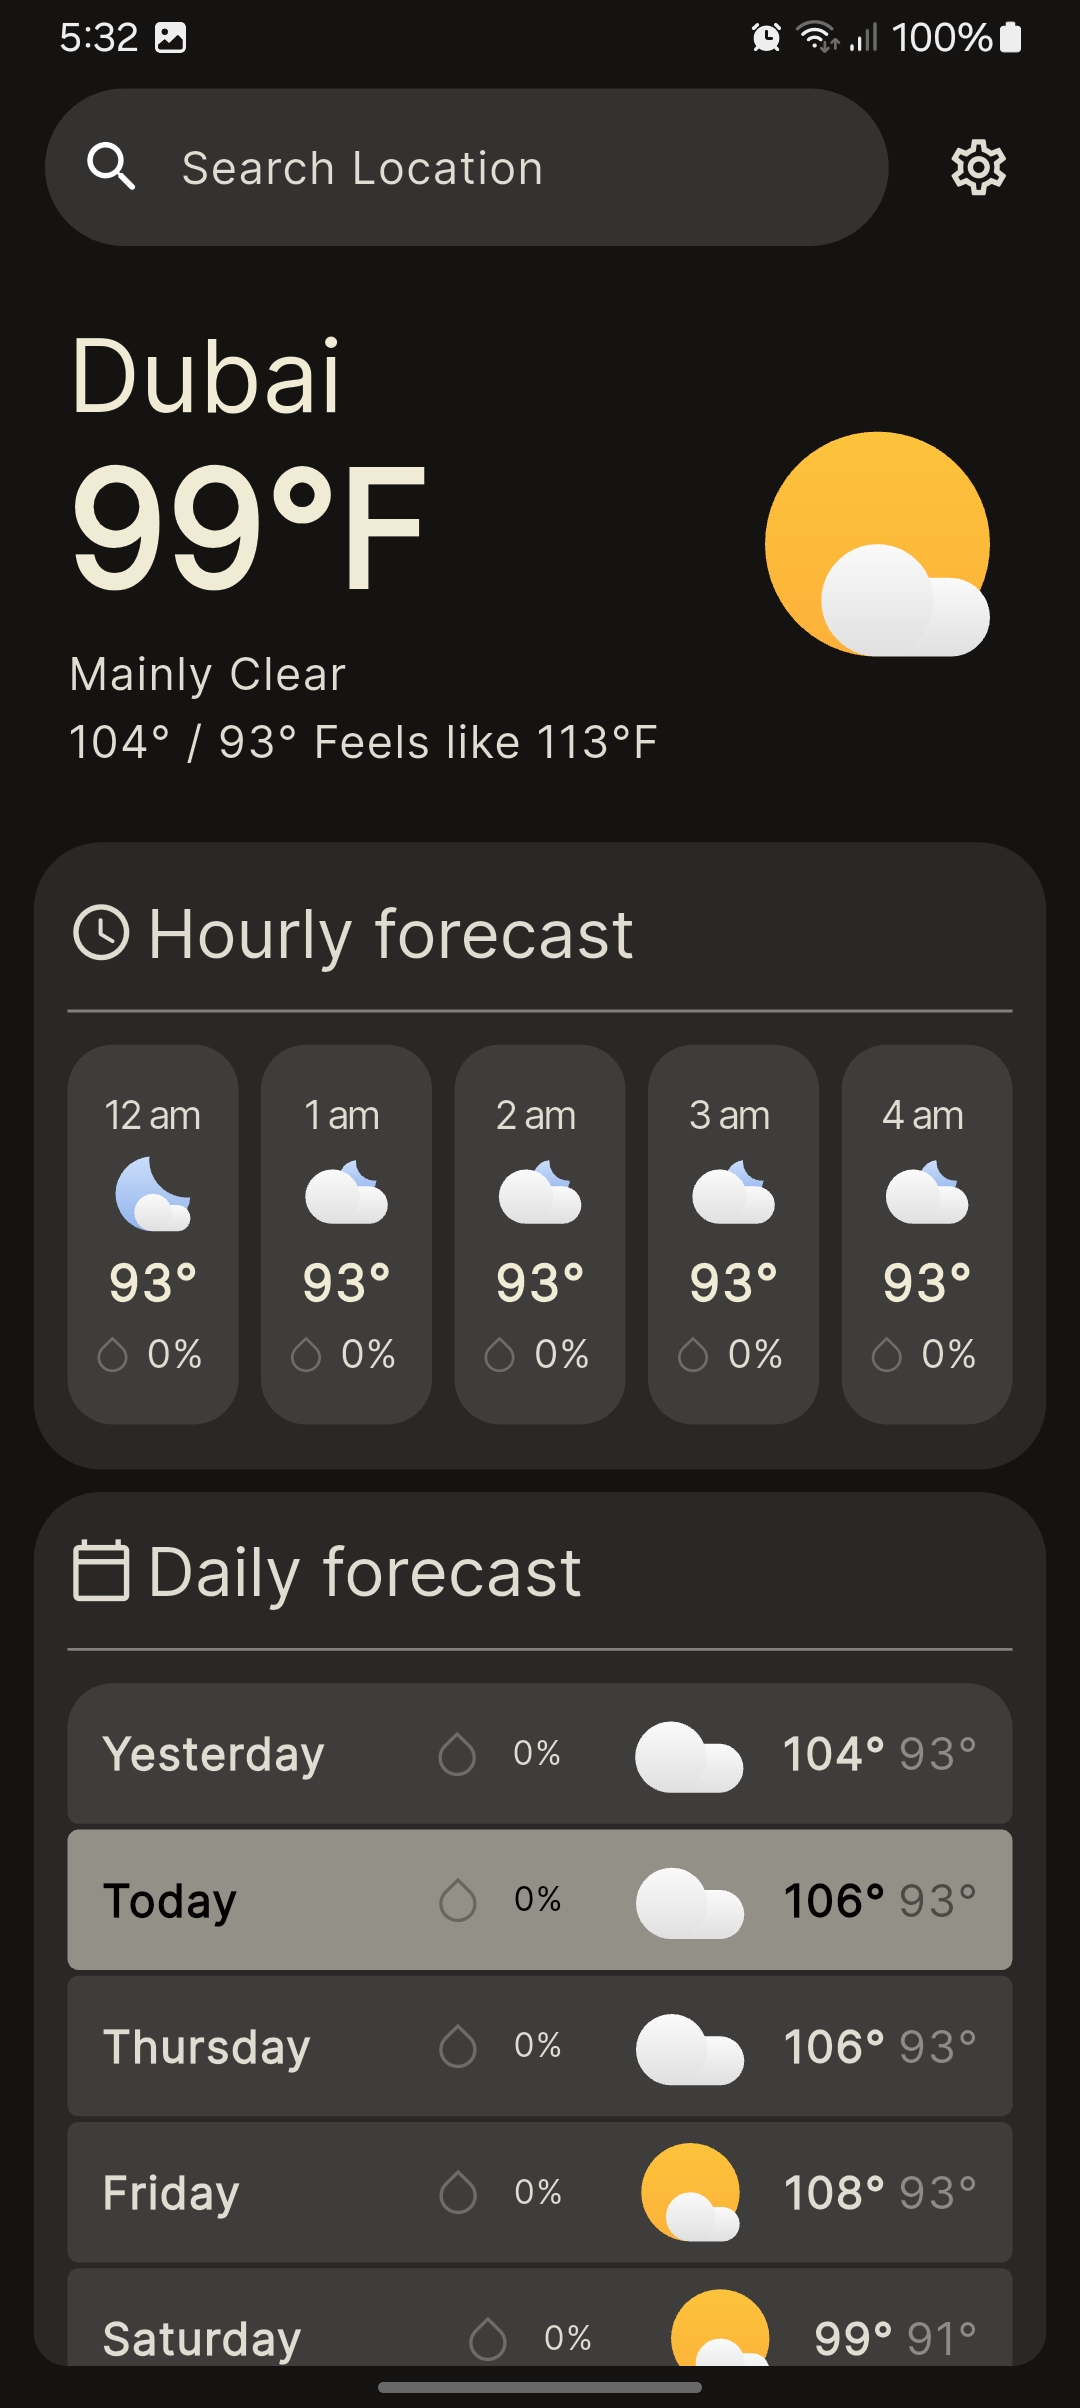 5:32 100%
Search Location
Dubai
99°F
Mainly Clear
104° / 93° Feels like 113°F
Hourly forecast
12 am 1 am 2 am 3 am 4 am
93° 93° 93° 93° 93°
0% 0% 0% 0% 0%
Daily forecast
Yesterday 0% 104° 93°
Today 0% 106° 93°
Thursday 0% 106° 93°
Friday 0% 108° 93°
Saturday 0% 99° 91°